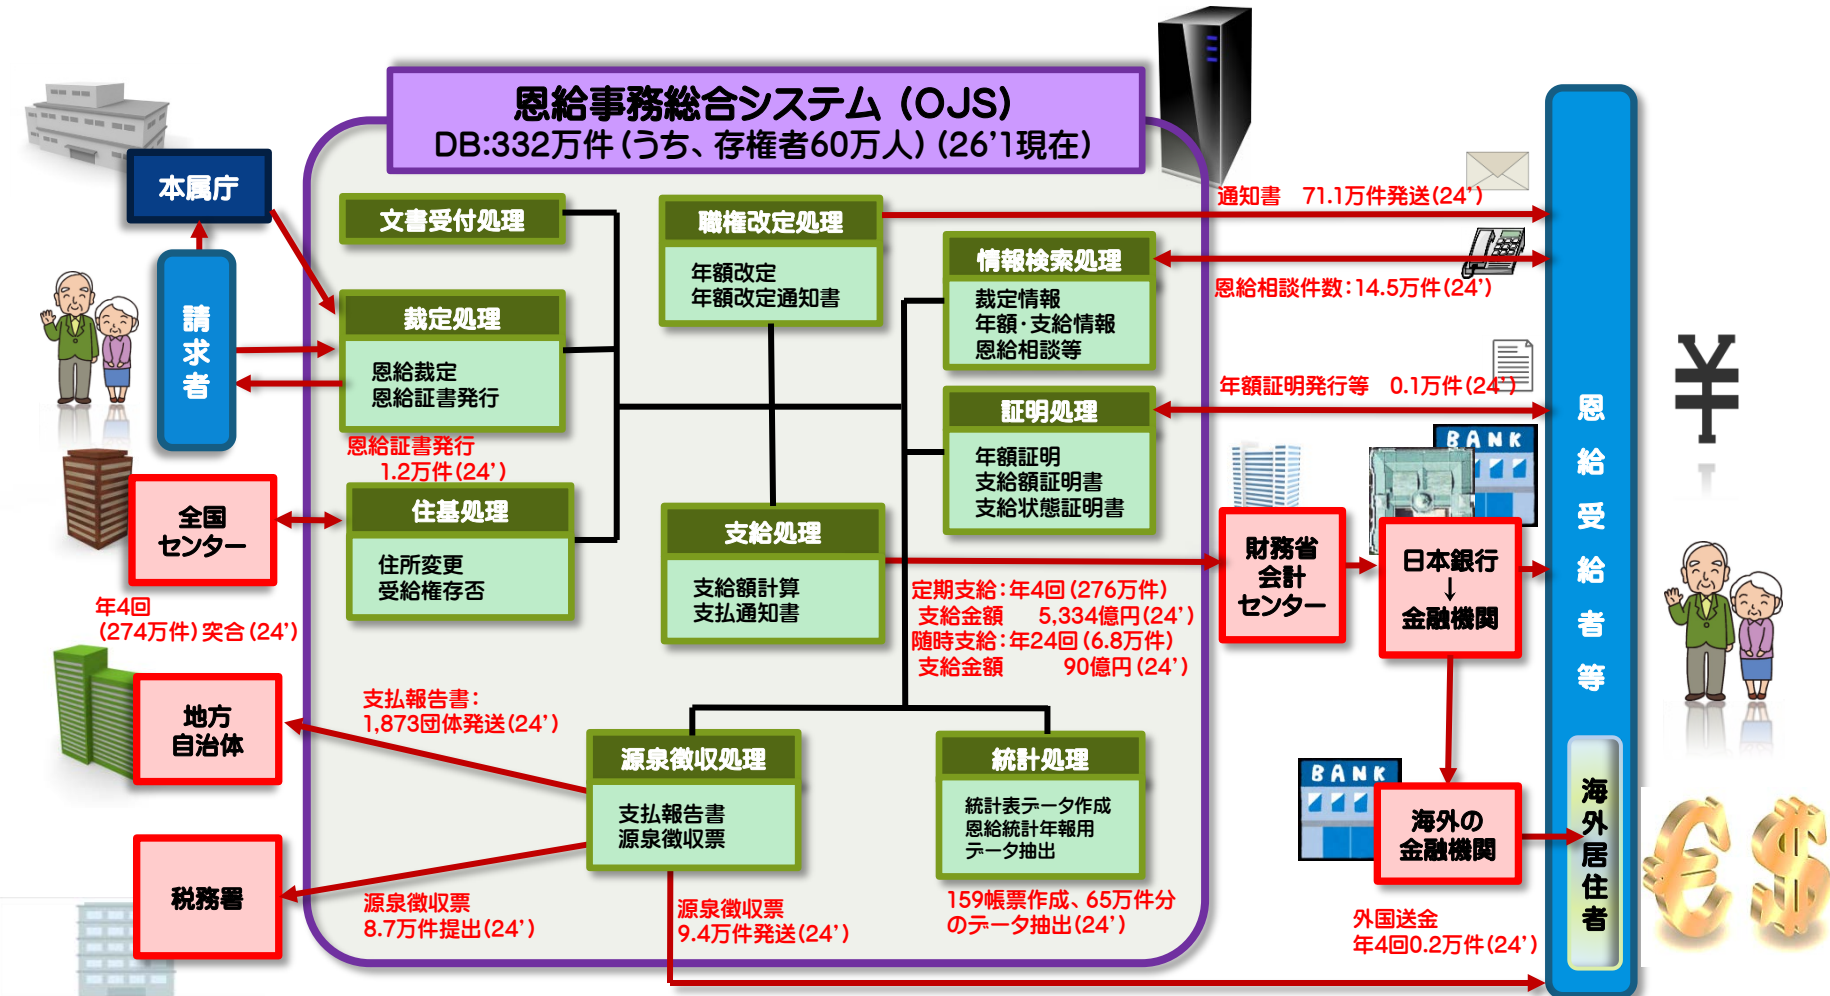 恩給事務総合システム（OJS）
DB:332万件（うち、存権者60万人）（26'1現在）
本属庁
請求者
文書受付処理
裁定処理
恩給裁定
恩給証書発行
恩給証書発行
1.2万件(24’)
住基処理
住所変更
受給権存否
全国
センター
年4回
(274万件)突合(24’)
地方
自治体
税務署
職権改定処理
年額改定
年額改定通知書
情報検索処理
裁定情報
年額・支給情報
恩給相談等
証明処理
年額証明
支給額証明書
支給状態証明書
支給処理
支給額計算
支払通知書
定期支給：年4回（276万件）
支給金額　5,334億円(24’)
随時支給：年24回（6.8万件）
支給金額　90億円(24’)
支払報告書：
1,873団体発送(24’)
源泉徴収処理
支払報告書
源泉徴収票
源泉徴収票
8.7万件提出(24’)
源泉徴収票
9.4万件発送(24’)
統計処理
統計表データ作成
恩給統計年報用
データ抽出
159帳票作成、65万件分
のデータ抽出(24’)
通知書　71.1万件発送(24’)
恩給相談件数：14.5万件(24’)
年額証明発行等　0.1万件(24’)
BANK
財務省
会計
センター
日本銀行
↓
金融機関
BANK
海外の
金融機関
外国送金
年4回0.2万件(24’)
恩給受給者等
海外居住者
¥
€
$